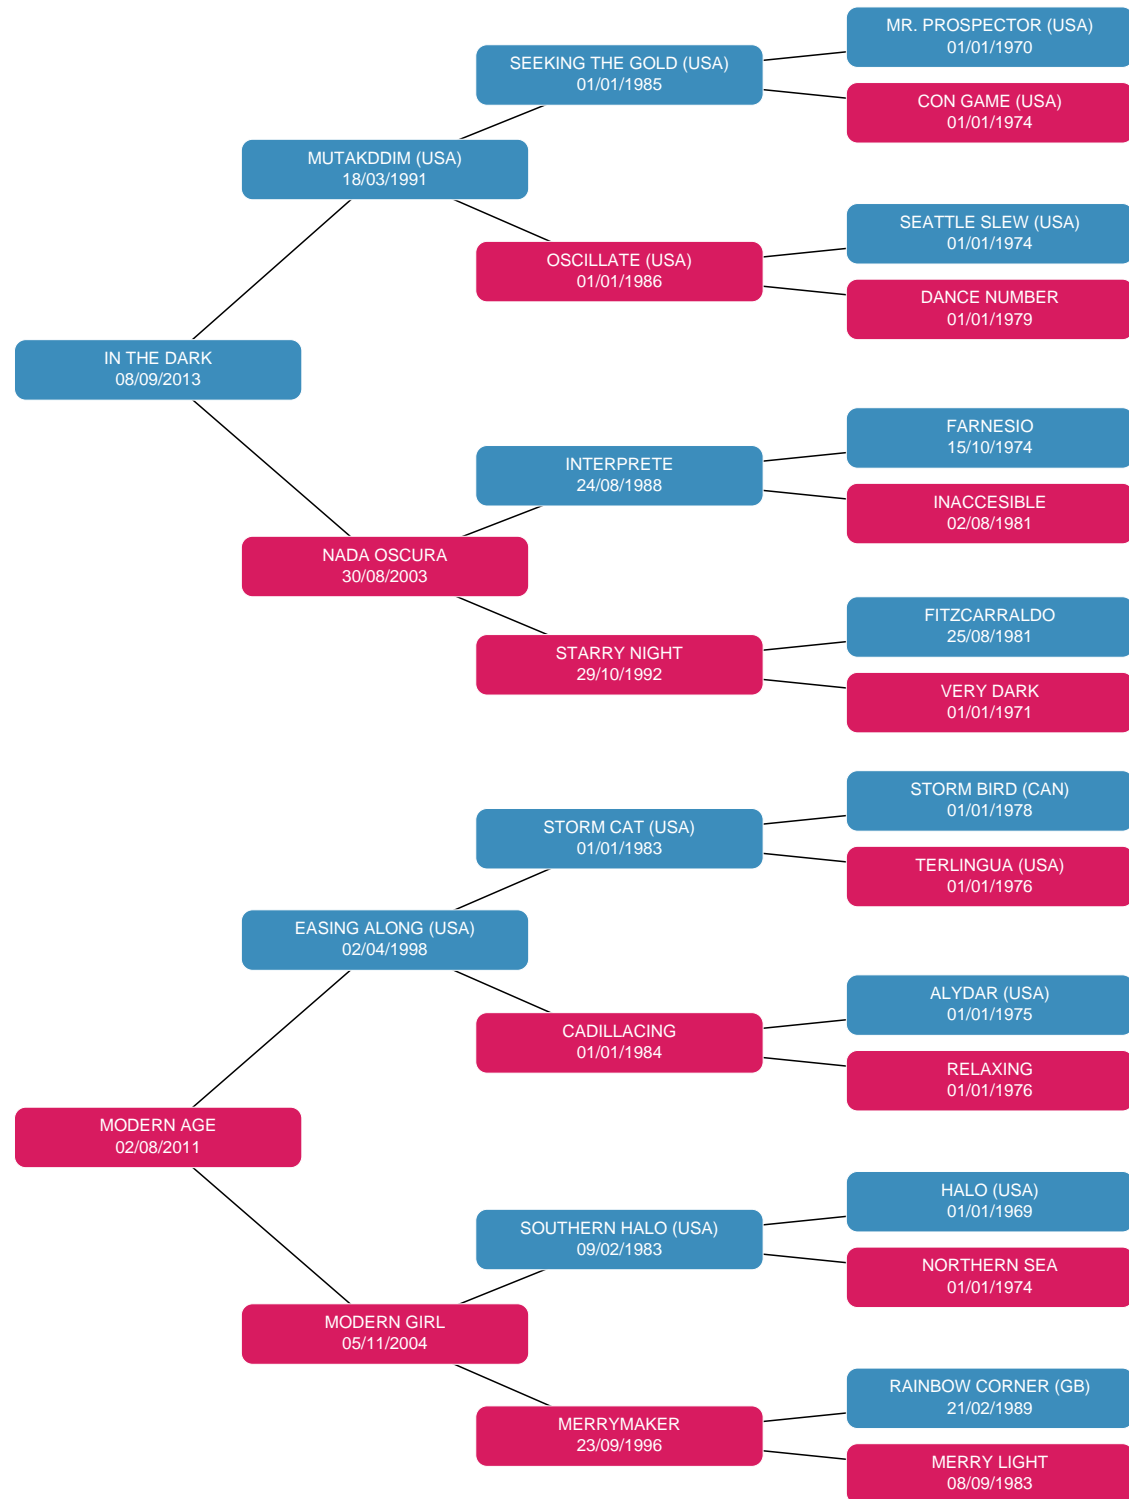 MR. PROSPECTOR (USA)
01/01/1970
SEEKING THE GOLD (USA)
01/01/1985
CON GAME (USA)
01/01/1974
MUTAKDDIM (USA)
18/03/1991
SEATTLE SLEW (USA)
01/01/1974
OSCILLATE (USA)
01/01/1986
DANCE NUMBER
01/01/1979
IN THE DARK
08/09/2013
FARNESIO
15/10/1974
INTERPRETE
24/08/1988
INACCESIBLE
02/08/1981
NADA OSCURA
30/08/2003
FITZCARRALDO
25/08/1981
STARRY NIGHT
29/10/1992
VERY DARK
01/01/1971
STORM BIRD (CAN)
01/01/1978
STORM CAT (USA)
01/01/1983
TERLINGUA (USA)
01/01/1976
EASING ALONG (USA)
02/04/1998
ALYDAR (USA)
01/01/1975
CADILLACING
01/01/1984
RELAXING
01/01/1976
MODERN AGE
02/08/2011
HALO (USA)
01/01/1969
SOUTHERN HALO (USA)
09/02/1983
NORTHERN SEA
01/01/1974
MODERN GIRL
05/11/2004
RAINBOW CORNER (GB)
21/02/1989
MERRYMAKER
23/09/1996
MERRY LIGHT
08/09/1983